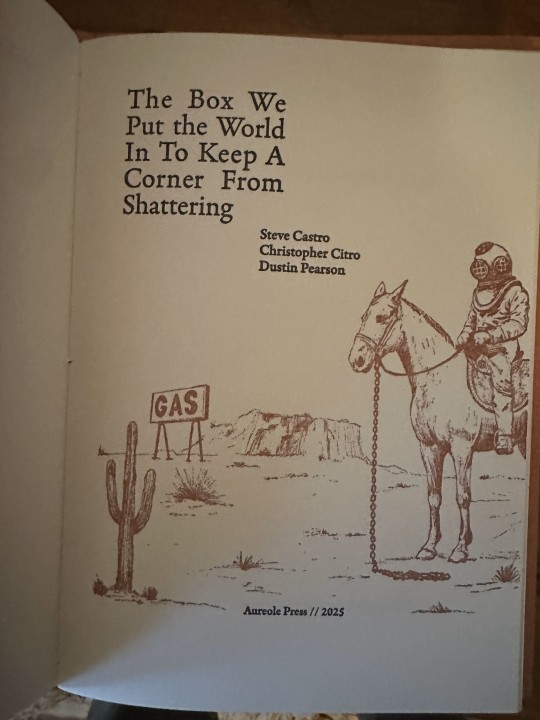 The Box We
Put the World
In To Keep A
Corner From
Shattering
Steve Castro
Christopher Citro
Dustin Pearson
GAS
Aureole Press // 2025